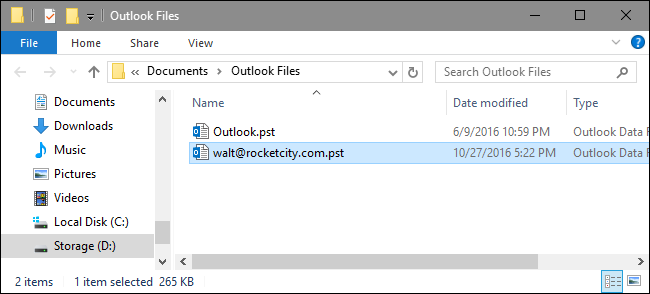 Outlook Files
File Home Share View
« Documents > Outlook Files
Search Outlook Files
Name Date modified Type
Documents
Downloads
Music
Pictures
Videos
Local Disk (C:)
Storage (D:)
Outlook.pst 6/9/2016 10:59 PM Outlook Data F
walt@rocketcity.com.pst 10/27/2016 5:22 PM Outlook Data F
2 items 1 item selected 265 KB